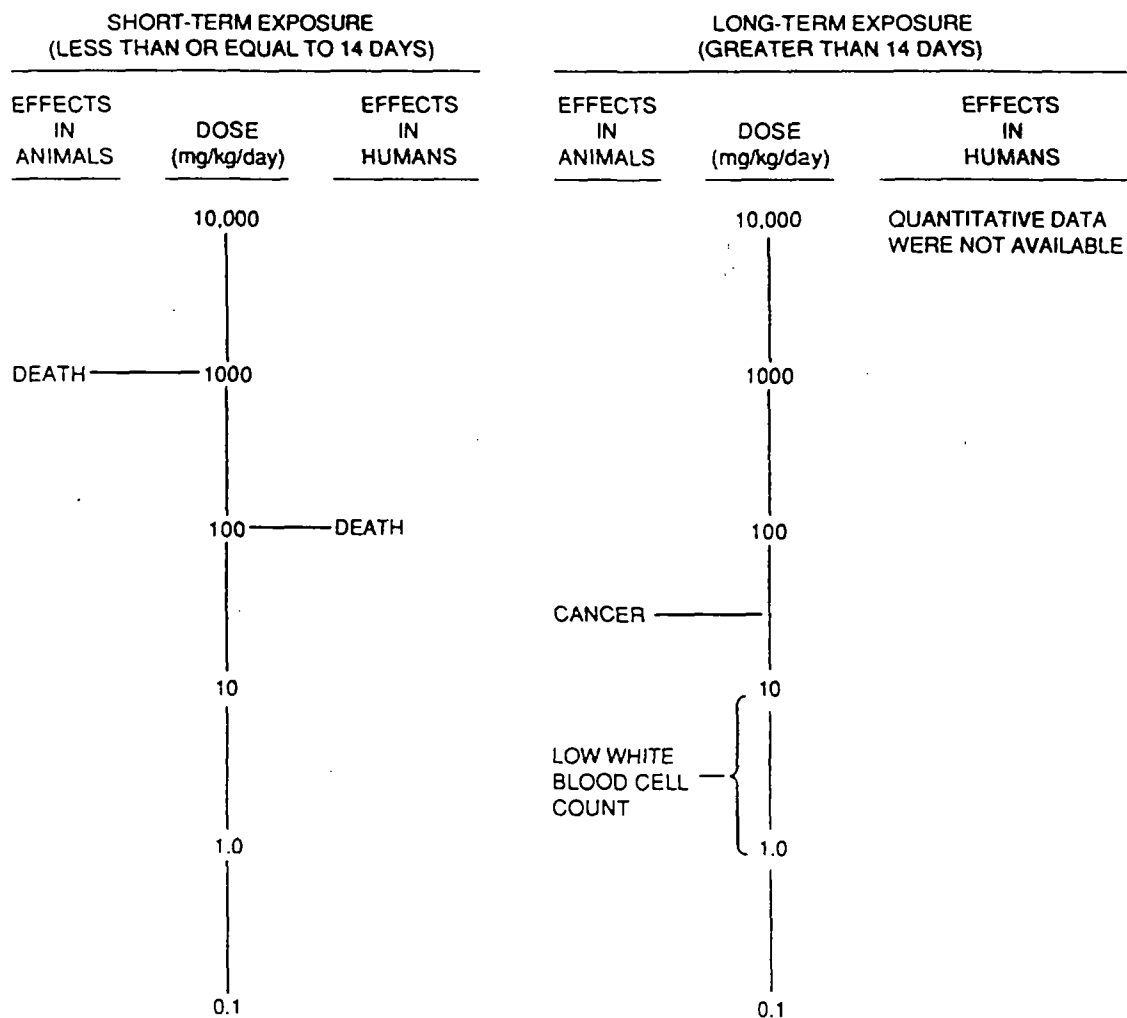 SHORT-TERM EXPOSURE
(LESS THAN OR EQUAL TO 14 DAYS)
EFFECTS
IN
ANIMALS
DOSE
(mg/kg/day)
EFFECTS
IN
HUMANS
10,000
DEATH
1000
100
DEATH
10
1.0
0.1
LONG-TERM EXPOSURE
(GREATER THAN 14 DAYS)
EFFECTS
IN
ANIMALS
DOSE
(mg/kg/day)
EFFECTS
IN
HUMANS
10,000
QUANTITATIVE DATA
WERE NOT AVAILABLE
1000
100
CANCER
10
LOW WHITE
BLOOD CELL
COUNT
1.0
0.1